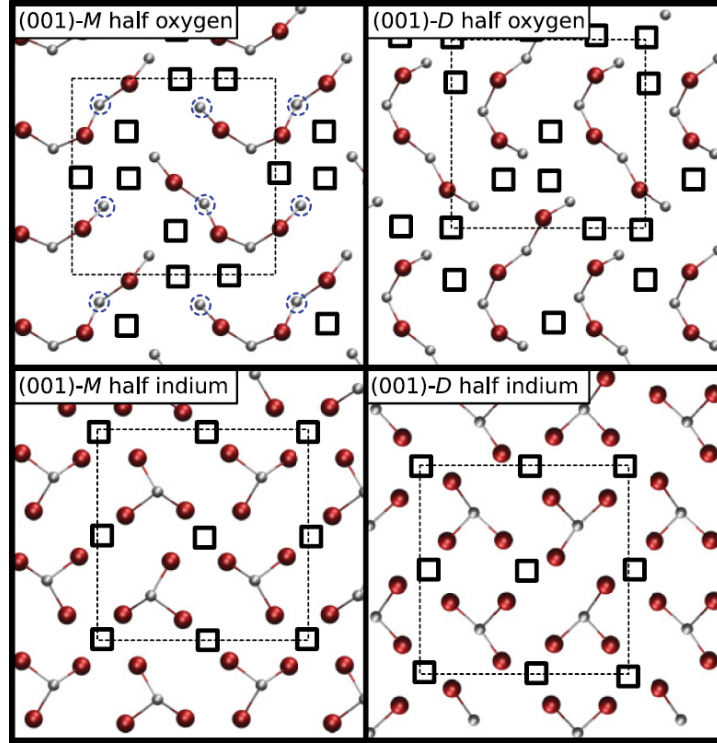 (001)-M half oxygen
(001)-D half oxygen
(001)-M half indium
(001)-D half indium